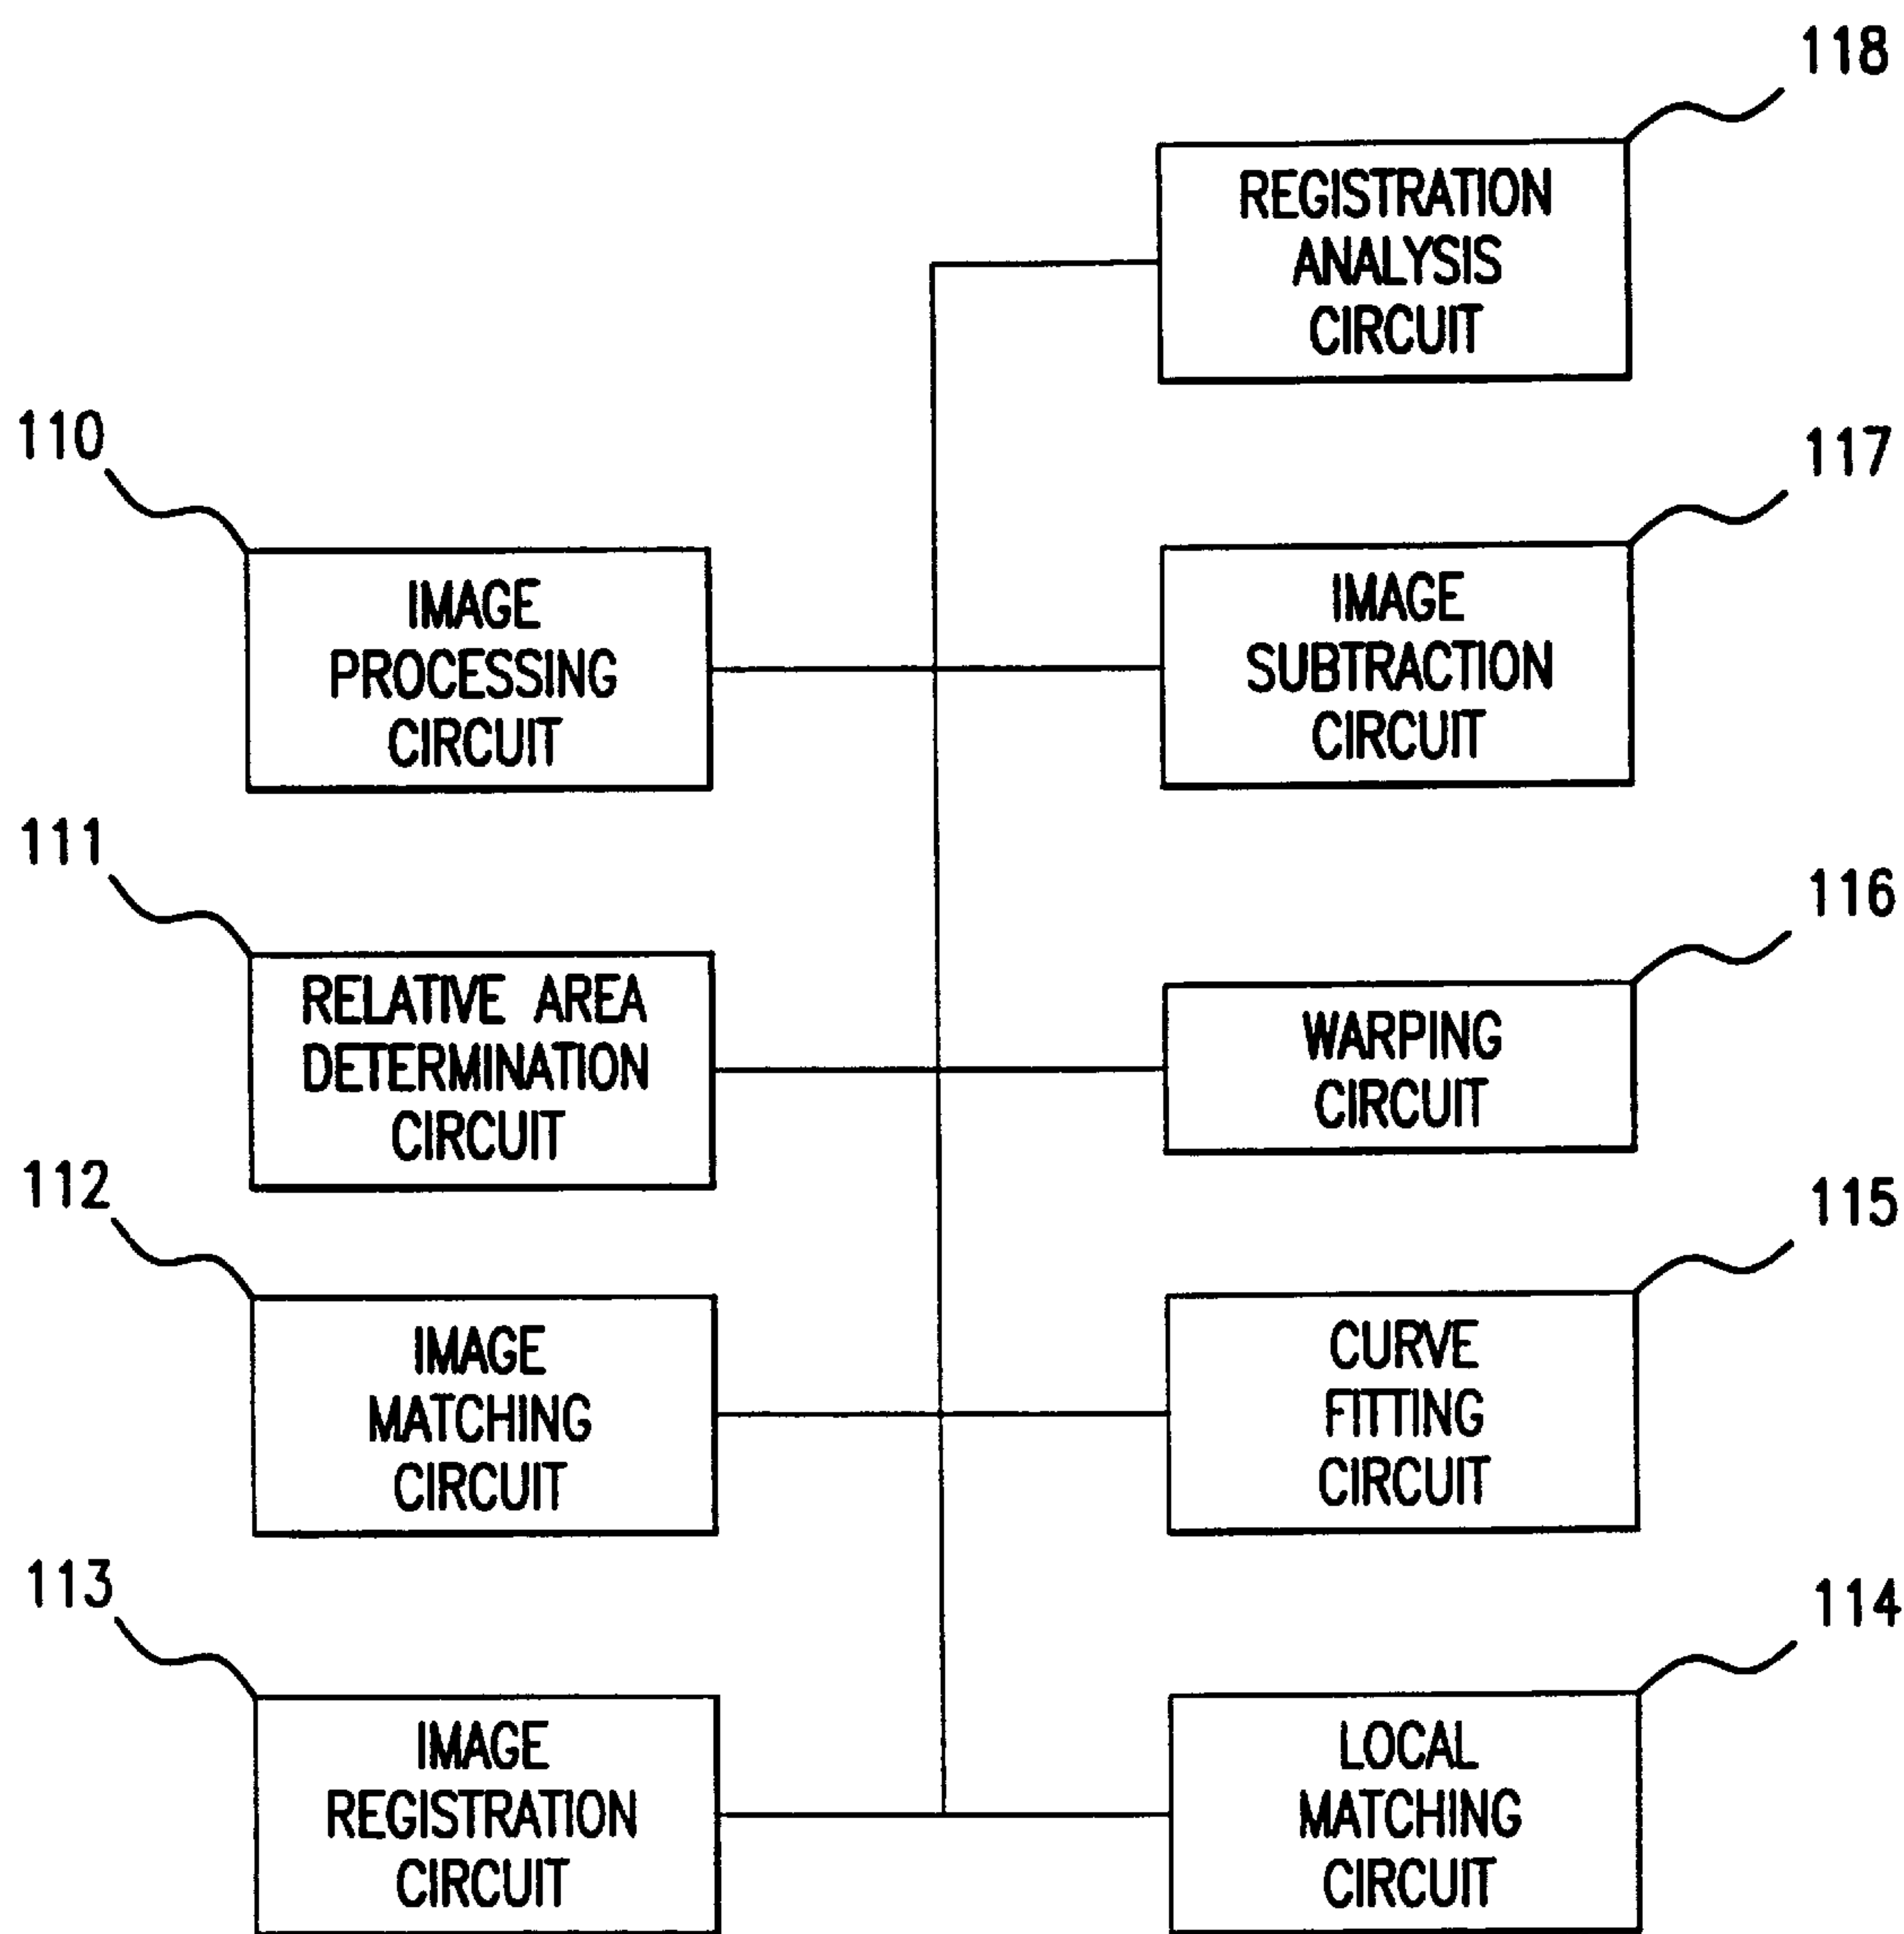 118
REGISTRATION
ANALYSIS
CIRCUIT
110
IMAGE
PROCESSING
CIRCUIT
117
IMAGE
SUBTRACTION
CIRCUIT
111
RELATIVE AREA
DETERMINATION
CIRCUIT
116
WARPING
CIRCUIT
112
IMAGE
MATCHING
CIRCUIT
115
CURVE
FITTING
CIRCUIT
113
IMAGE
REGISTRATION
CIRCUIT
114
LOCAL
MATCHING
CIRCUIT